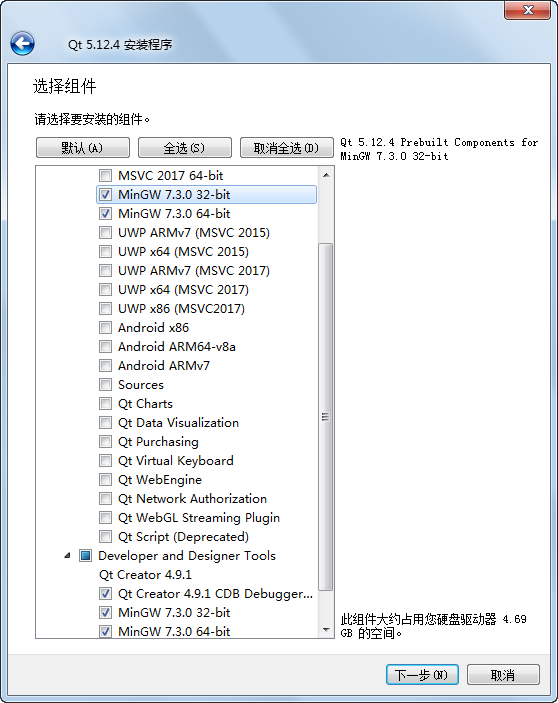 Qt 5.12.4 安装程序
选择组件
请选择要安装的组件。
默认(A)
全选(S)
取消全选(D)
Qt 5.12.4 Prebuilt Components for
MinGW 7.3.0 32-bit
MSVC 2017 64-bit
MinGW 7.3.0 32-bit
MinGW 7.3.0 64-bit
UWP ARMv7 (MSVC 2015)
UWP x64 (MSVC 2015)
UWP ARMv7 (MSVC 2017)
UWP x64 (MSVC 2017)
UWP x86 (MSVC2017)
Android x86
Android ARM64-v8a
Android ARMv7
Sources
Qt Charts
Qt Data Visualization
Qt Purchasing
Qt Virtual Keyboard
Qt WebEngine
Qt Network Authorization
Qt WebGL Streaming Plugin
Qt Script (Deprecated)
Developer and Designer Tools
Qt Creator 4.9.1
Qt Creator 4.9.1 CDB Debugger...
MinGW 7.3.0 32-bit
MinGW 7.3.0 64-bit
此组件大约占用您硬盘驱动器 4.69
GB 的空间。
下一步(N)
取消